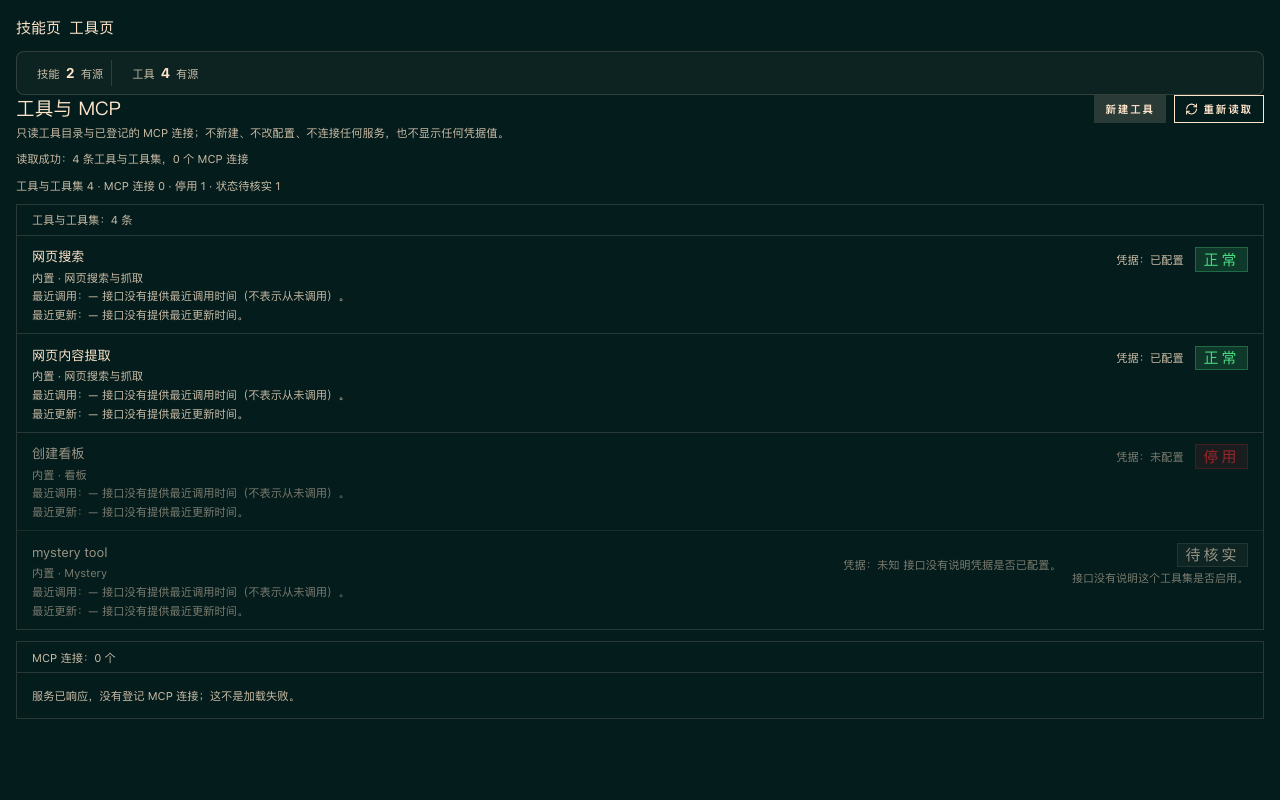 技能页 工具页
技能 2 有源 工具 4 有源
工具与 MCP
新建工具 重新读取
只读工具目录与已登记的 MCP 连接；不新建、不改配置、不连接任何服务，也不显示任何凭据值。
读取成功：4 条工具与工具集，0 个 MCP 连接
工具与工具集 4 · MCP 连接 0 · 停用 1 · 状态待核实 1
工具与工具集：4 条
网页搜索
凭据：已配置 正常
内置 · 网页搜索与抓取
最近调用：— 接口没有提供最近调用时间（不表示从未调用）。
最近更新：— 接口没有提供最近更新时间。
网页内容提取
凭据：已配置 正常
内置 · 网页搜索与抓取
最近调用：— 接口没有提供最近调用时间（不表示从未调用）。
最近更新：— 接口没有提供最近更新时间。
创建看板
凭据：未配置 停用
内置 · 看板
最近调用：— 接口没有提供最近调用时间（不表示从未调用）。
最近更新：— 接口没有提供最近更新时间。
mystery tool
待核实
凭据：未知 接口没有说明凭据是否已配置。
接口没有说明这个工具集是否启用。
内置 · Mystery
最近调用：— 接口没有提供最近调用时间（不表示从未调用）。
最近更新：— 接口没有提供最近更新时间。
MCP 连接：0 个
服务已响应，没有登记 MCP 连接；这不是加载失败。